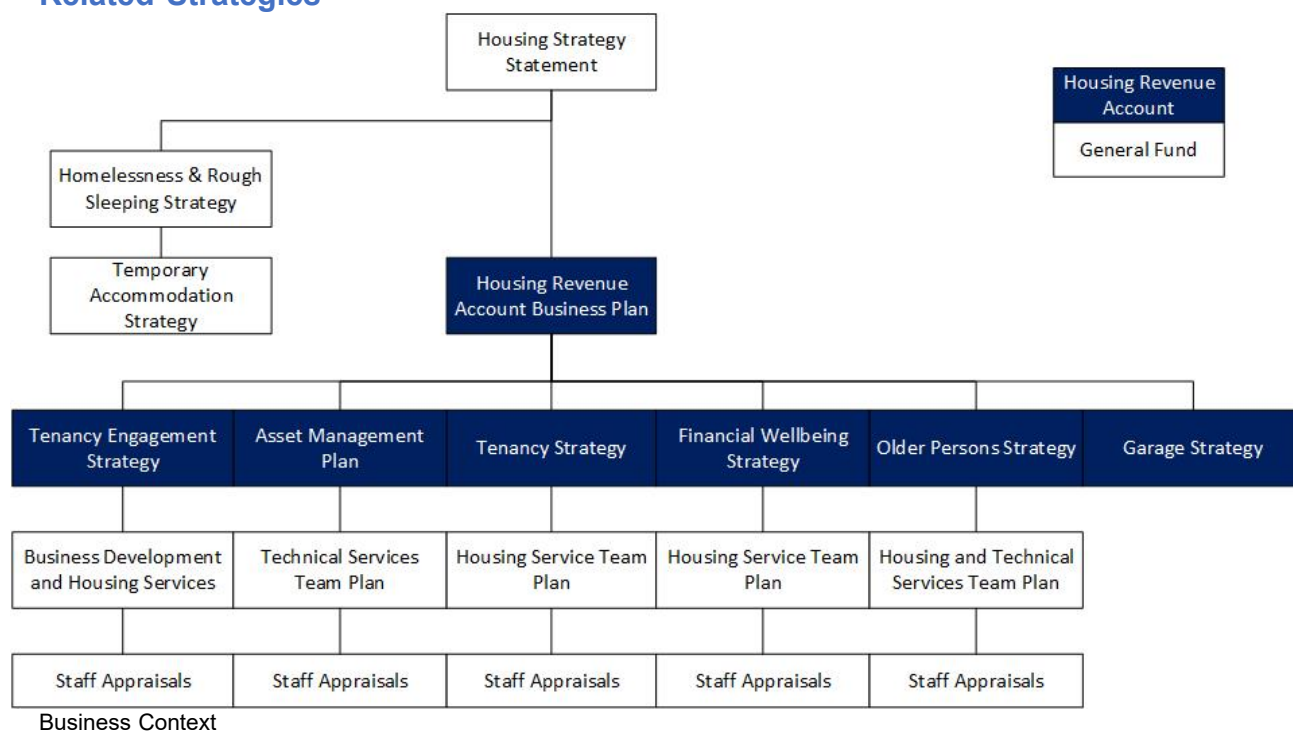 Related Strategies
Housing Strategy
Statement
Housing Revenue
Account
General Fund
Homelessness & Rough
Sleeping Strategy
Temporary
Accommodation
Strategy
Housing Revenue
Account Business Plan
Tenancy Engagement
Strategy
Asset Management
Plan
Tenancy Strategy
Financial Wellbeing
Strategy
Older Persons Strategy
Garage Strategy
Business Development
and Housing Services
Technical Services
Team Plan
Housing Service Team
Plan
Housing Service Team
Plan
Housing and Technical
Services Team Plan
Staff Appraisals
Staff Appraisals
Staff Appraisals
Staff Appraisals
Staff Appraisals
Business Context